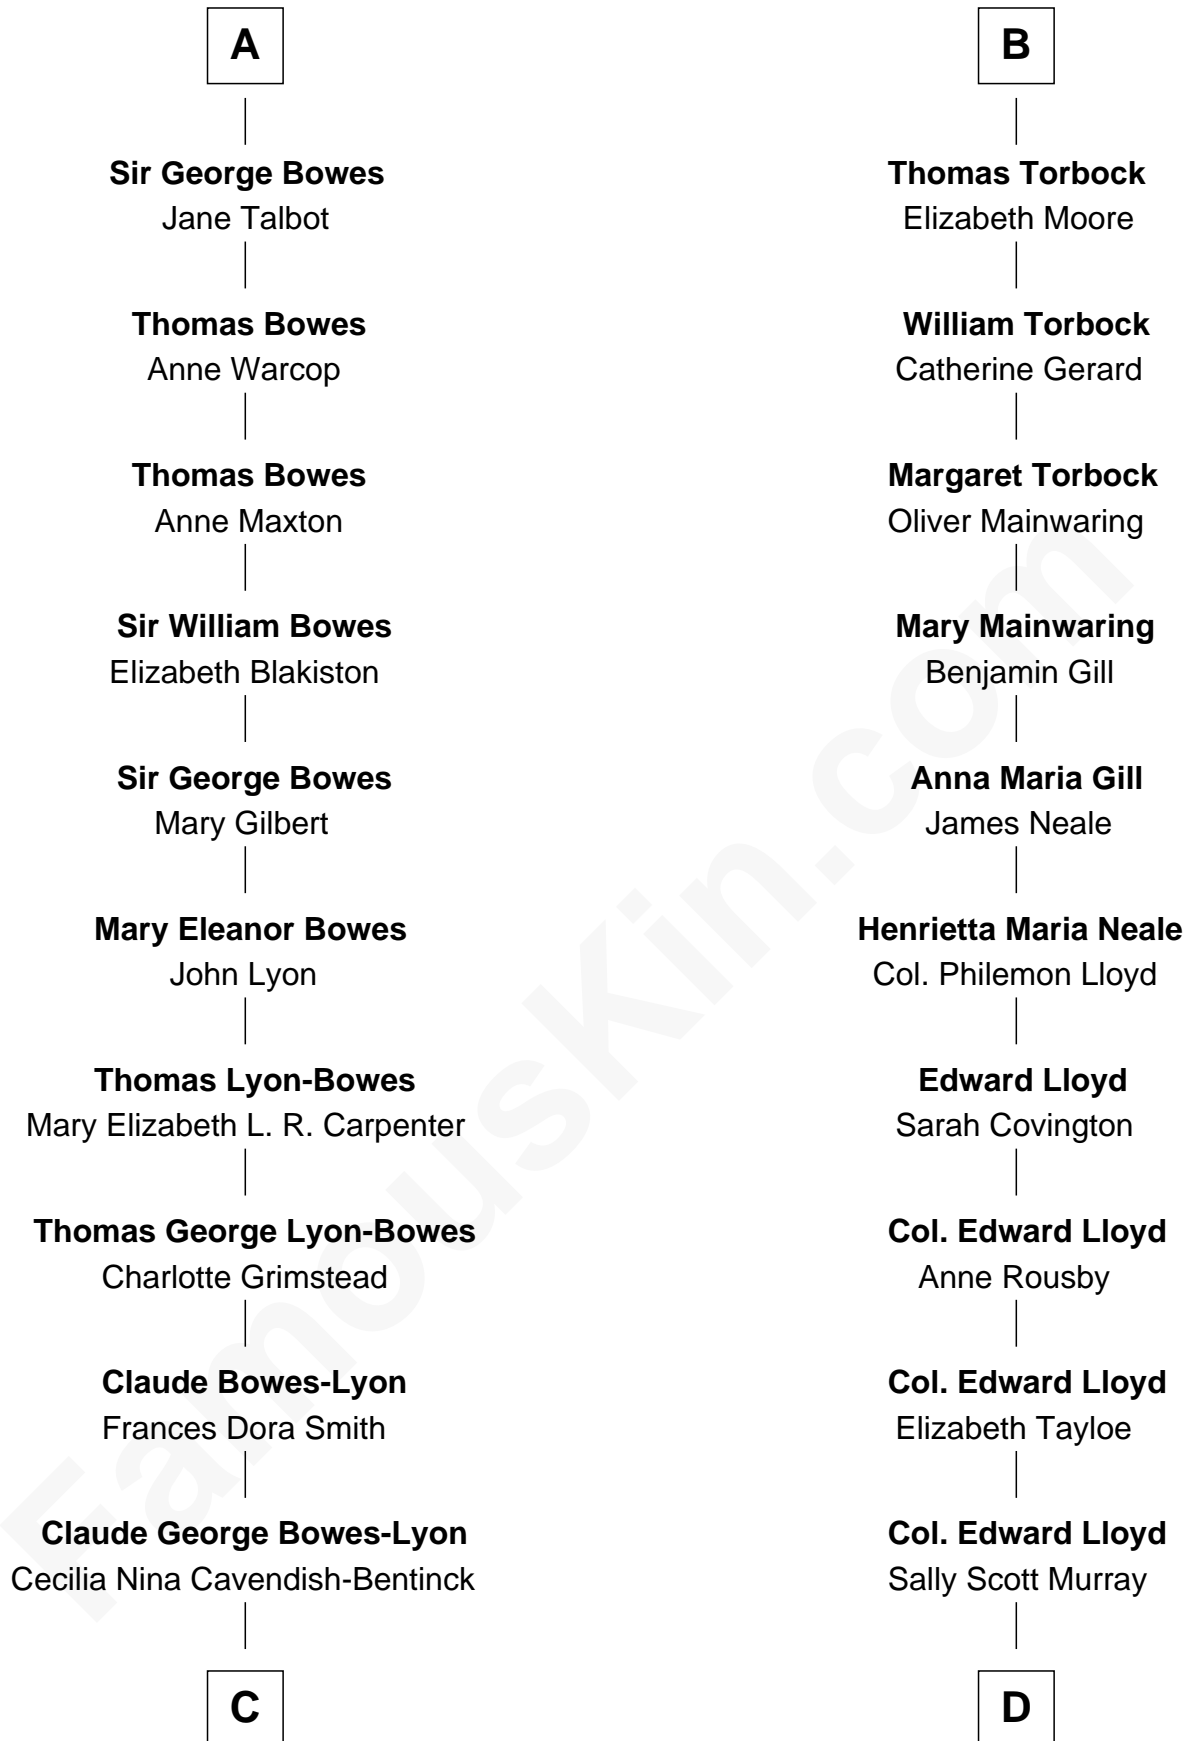 A
Sir George Bowes
Jane Talbot
Thomas Bowes
Anne Warcop
Thomas Bowes
Anne Maxton
Sir William Bowes
Elizabeth Blakiston
Sir George Bowes
Mary Gilbert
Mary Eleanor Bowes
John Lyon
Thomas Lyon-Bowes
Mary Elizabeth L. R. Carpenter
Thomas George Lyon-Bowes
Charlotte Grimstead
Claude Bowes-Lyon
Frances Dora Smith
Claude George Bowes-Lyon
Cecilia Nina Cavendish-Bentinck
C
B
Thomas Torbock
Elizabeth Moore
William Torbock
Catherine Gerard
Margaret Torbock
Oliver Mainwaring
Mary Mainwaring
Benjamin Gill
Anna Maria Gill
James Neale
Henrietta Maria Neale
Col. Philemon Lloyd
Edward Lloyd
Sarah Covington
Col. Edward Lloyd
Anne Rousby
Col. Edward Lloyd
Elizabeth Tayloe
Col. Edward Lloyd
Sally Scott Murray
D
FamousKin.com